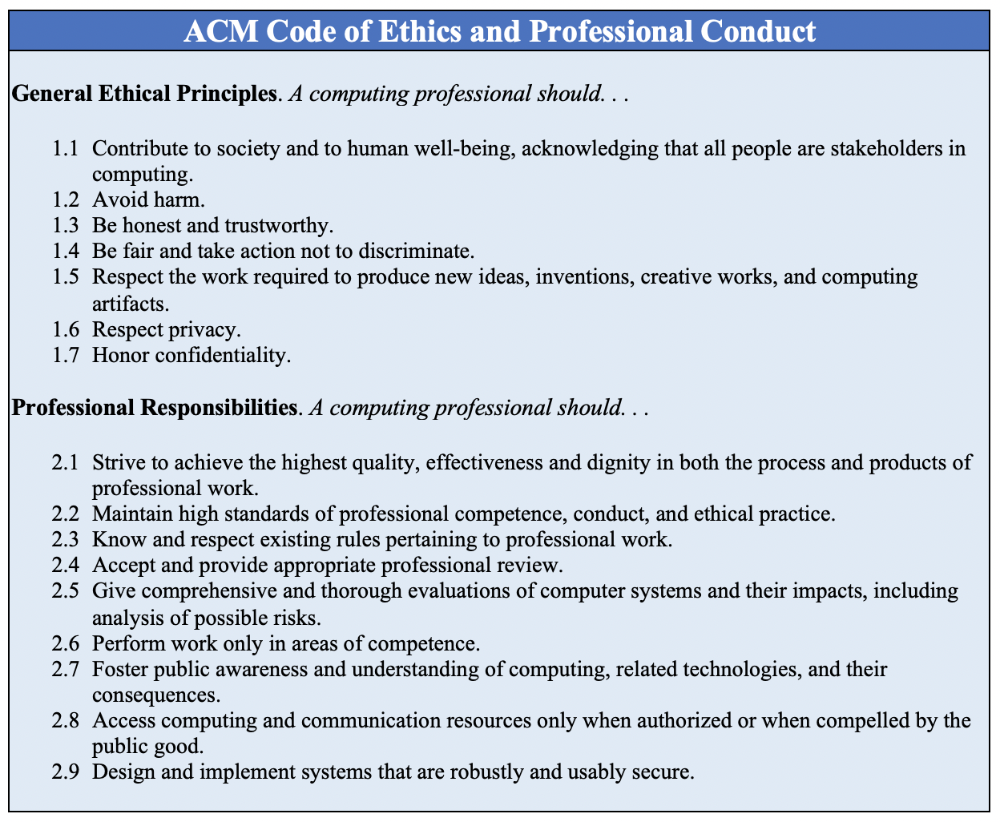 ACM Code of Ethics and Professional Conduct
General Ethical Principles. A computing professional should. . .
1.1 Contribute to society and to human well-being, acknowledging that all people are stakeholders in
computing.
1.2 Avoid harm.
1.3 Be honest and trustworthy.
1.4 Be fair and take action not to discriminate.
1.5 Respect the work required to produce new ideas, inventions, creative works, and computing
artifacts.
1.6 Respect privacy.
1.7 Honor confidentiality.
Professional Responsibilities. A computing professional should. . .
2.1 Strive to achieve the highest quality, effectiveness and dignity in both the process and products of
professional work.
2.2 Maintain high standards of professional competence, conduct, and ethical practice.
2.3 Know and respect existing rules pertaining to professional work.
2.4 Accept and provide appropriate professional review.
2.5 Give comprehensive and thorough evaluations of computer systems and their impacts, including
analysis of possible risks.
2.6 Perform work only in areas of competence.
2.7 Foster public awareness and understanding of computing, related technologies, and their
consequences.
2.8 Access computing and communication resources only when authorized or when compelled by the
public good.
2.9 Design and implement systems that are robustly and usably secure.